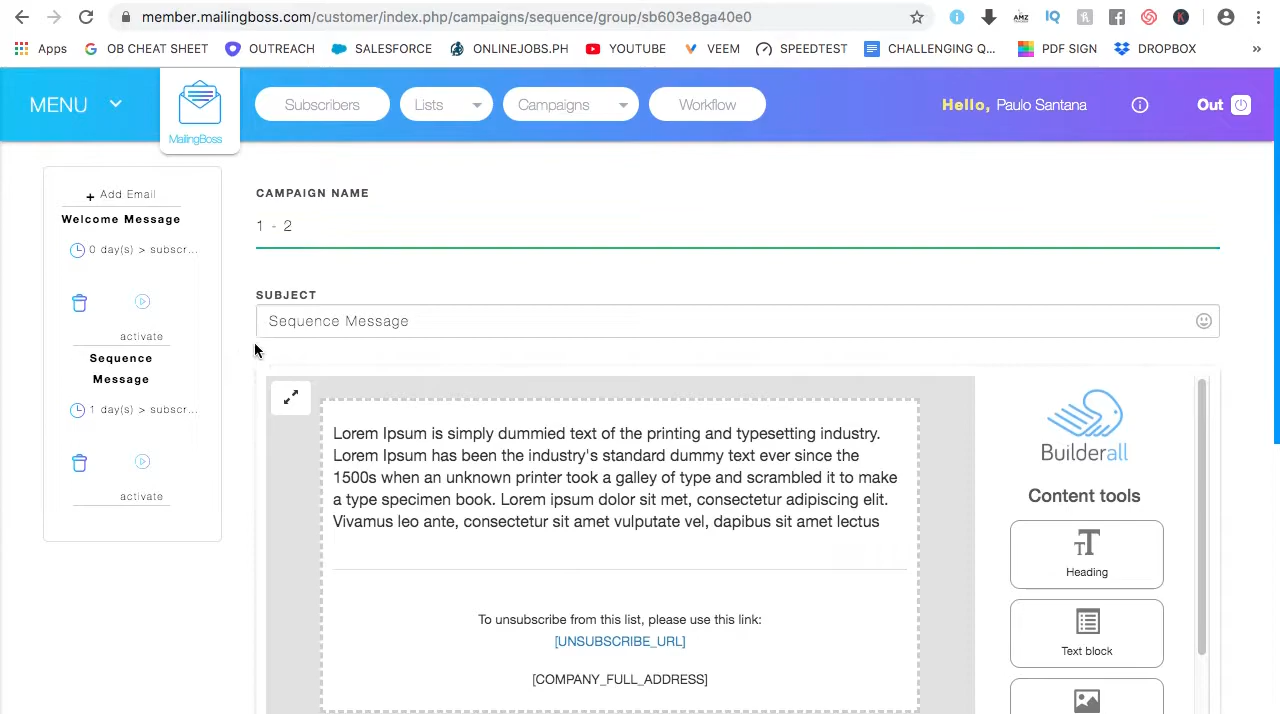 member.mailingboss.com/customer/index.php/campaigns/sequence/group/sb603e8ga40e0
Apps
OB CHEAT SHEET
OUTREACH
SALESFORCE
ONLINEJOBS.PH
YOUTUBE
VEEM
SPEEDTEST
CHALLENGING Q...
PDF SIGN
DROPBOX
»
AMZ
IQ
MENU
MailingBoss
Subscribers
Lists
Campaigns
Workflow
Hello, Paulo Santana
Out
+ Add Email
Welcome Message
0 day(s) > subscr...
activate
Sequence
Message
1 day(s) > subscr...
activate
CAMPAIGN NAME
1 - 2
SUBJECT
Sequence Message
Lorem Ipsum is simply dummied text of the printing and typesetting industry.
Lorem Ipsum has been the industry's standard dummy text ever since the
1500s when an unknown printer took a galley of type and scrambled it to make
a type specimen book. Lorem ipsum dolor sit met, consectetur adipiscing elit.
Vivamus leo ante, consectetur sit amet vulputate vel, dapibus sit amet lectus
To unsubscribe from this list, please use this link:
[UNSUBSCRIBE_URL]
[COMPANY_FULL_ADDRESS]
Builderall
Content tools
Heading
Text block